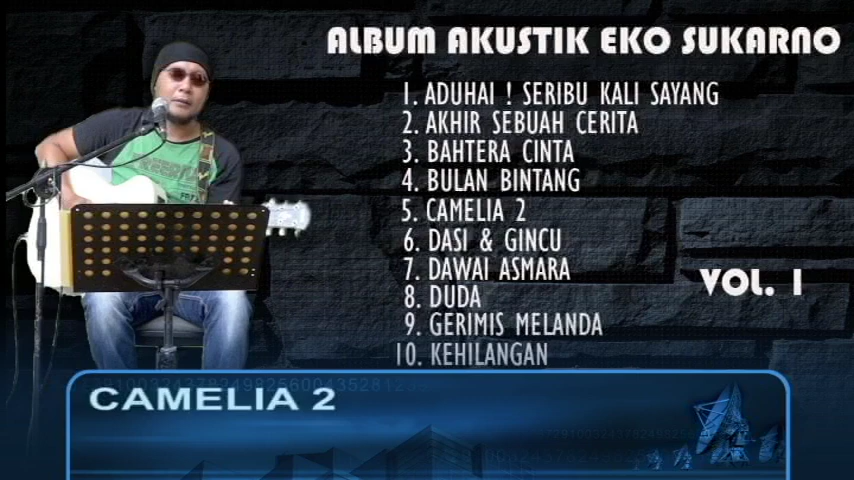 ALBUM AKUSTIK EKO SUKARNO
1. ADUHAI ! SERIBU KALI SAYANG
2. AKHIR SEBUAH CERITA
3. BAHTERA CINTA
4. BULAN BINTANG
5. CAMELIA 2
6. DASI & GINCU
7. DAWAI ASMARA
8. DUDA
9. GERIMIS MELANDA
10. KEHILANGAN
VOL. 1
CAMELIA 2